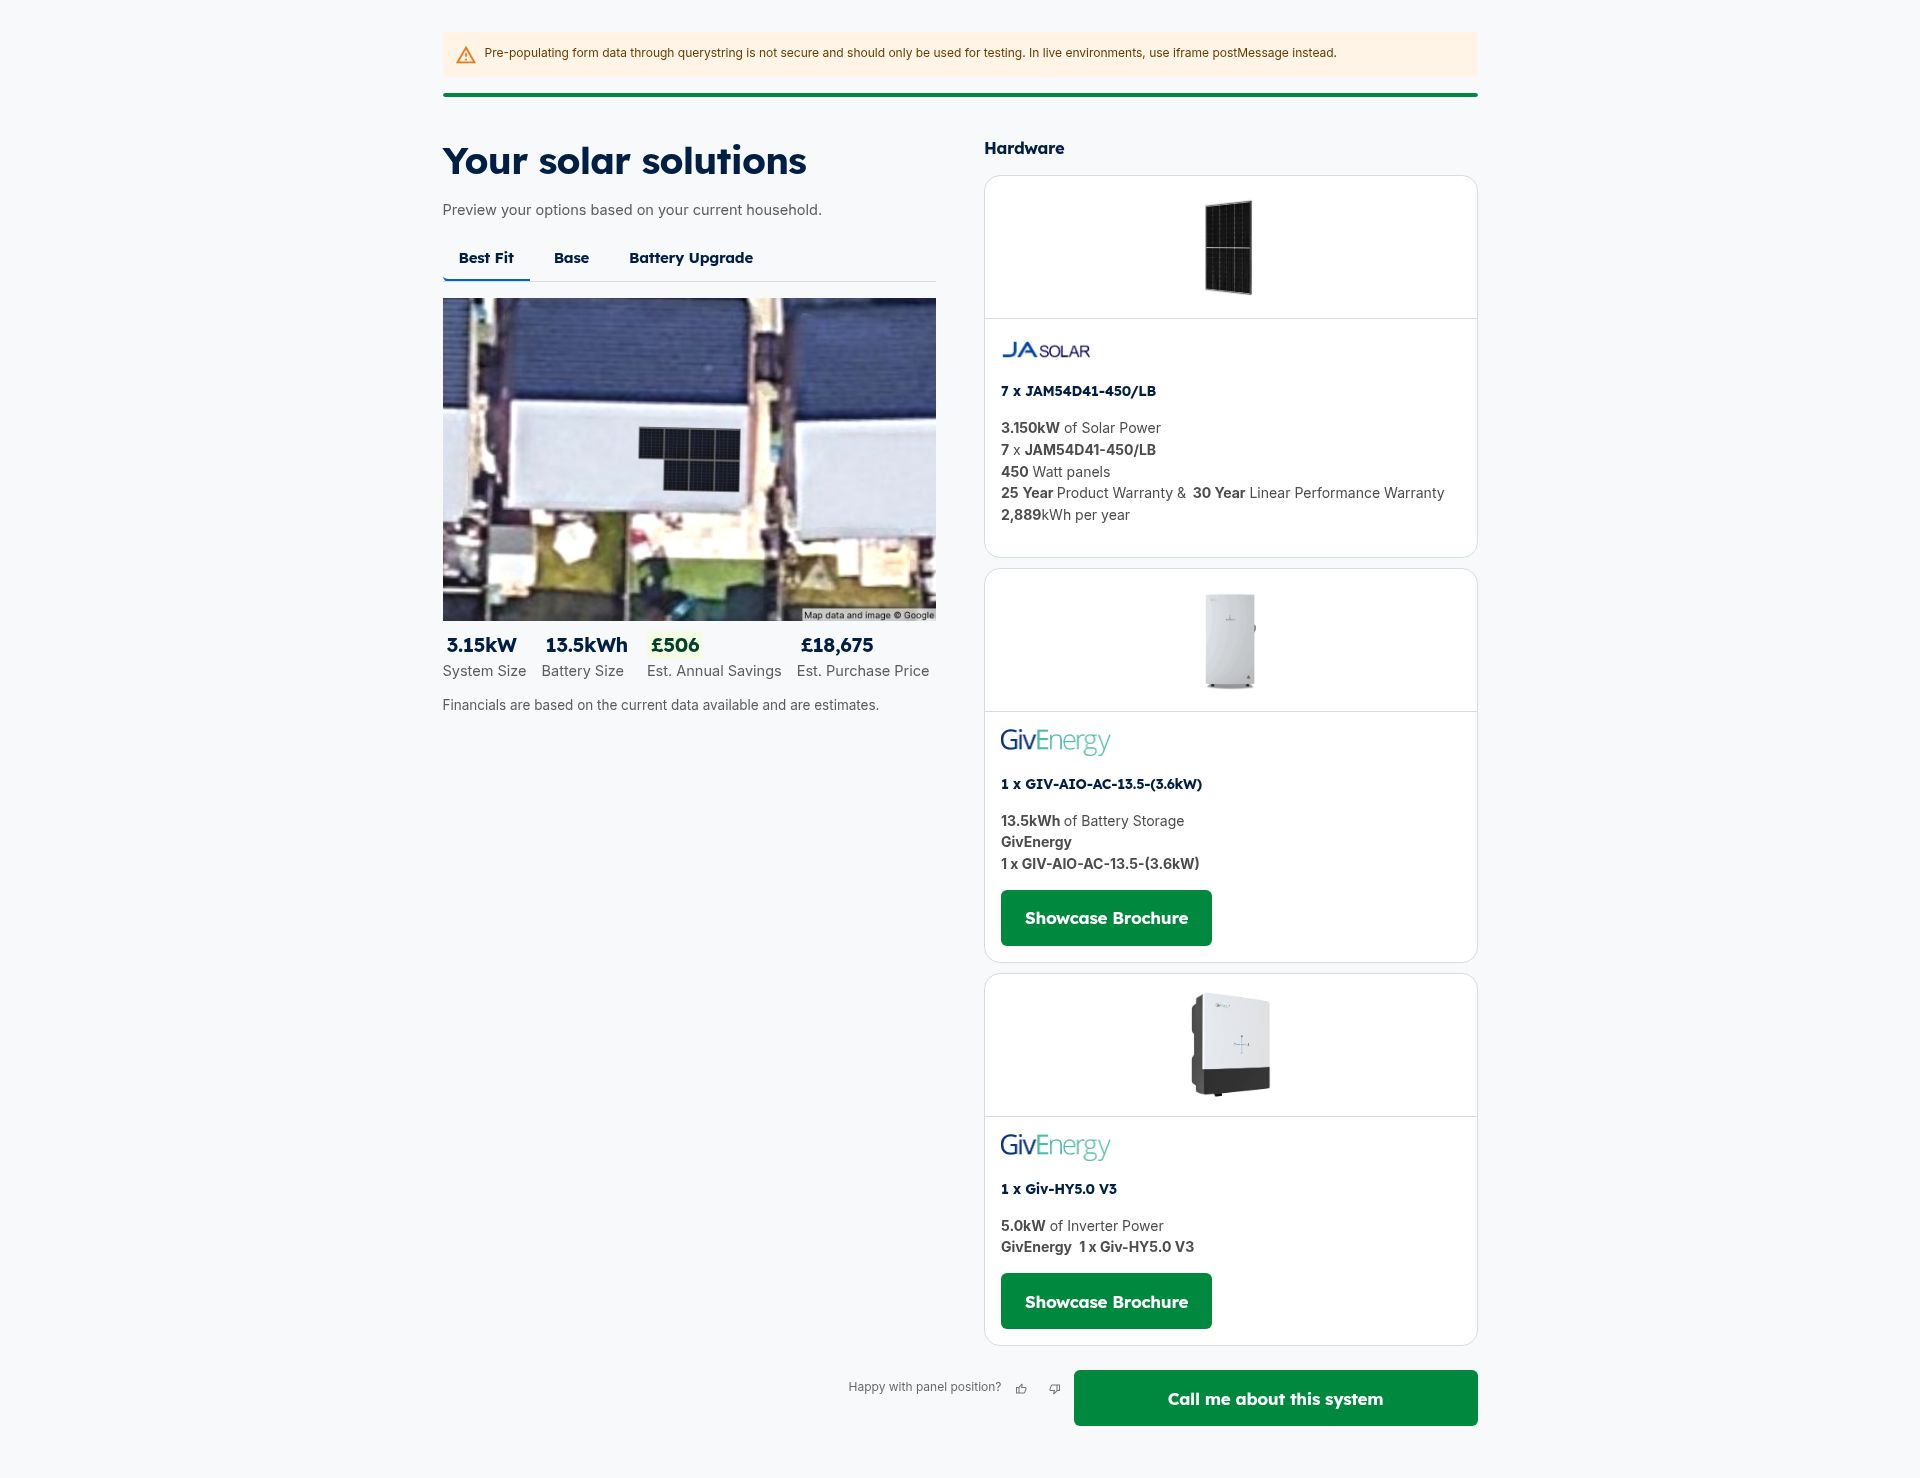 Pre-populating form data through querystring is not secure and should only be used for testing. In live environments, use iframe postMessage instead.
Your solar solutions
Preview your options based on your current household.
Best Fit
Base
Battery Upgrade
Map data and image © Google
3.15kW
System Size
13.5kWh
Battery Size
£506
Est. Annual Savings
£18,675
Est. Purchase Price
Financials are based on the current data available and are estimates.
Hardware
JA SOLAR
7 x JAM54D41-450/LB
3.150kW of Solar Power
7 x JAM54D41-450/LB
450 Watt panels
25 Year Product Warranty & 30 Year Linear Performance Warranty
2,889kWh per year
GivEnergy
1 x GIV-AIO-AC-13.5-(3.6kW)
13.5kWh of Battery Storage
GivEnergy
1 x GIV-AIO-AC-13.5-(3.6kW)
Showcase Brochure
GivEnergy
1 x Giv-HY5.0 V3
5.0kW of Inverter Power
GivEnergy 1 x Giv-HY5.0 V3
Showcase Brochure
Happy with panel position?
Call me about this system